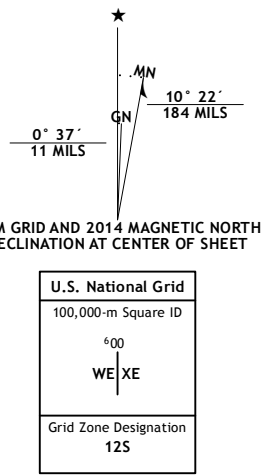 MN
GN
10° 22´
184 MILS
0° 37´
11 MILS
M GRID AND 2014 MAGNETIC NORTH
ECLINATION AT CENTER OF SHEET
U.S. National Grid
100,000-m Square ID
⁶00
WE XE
Grid Zone Designation
12S